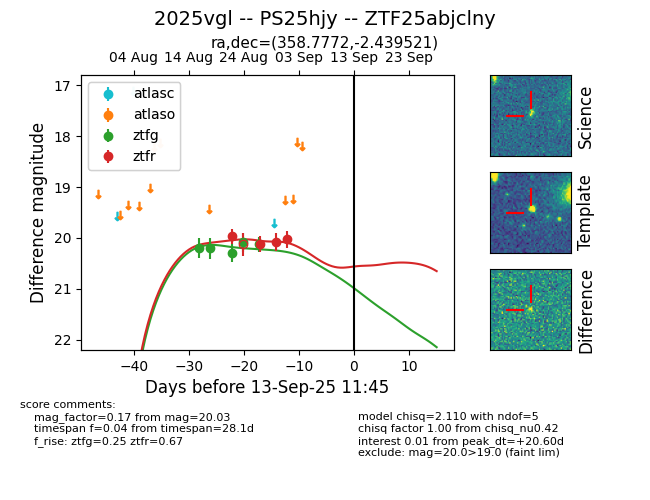 2025vgl -- PS25hjy -- ZTF25abjclny
ra,dec=(358.7772,-2.439521)
04 Aug 14 Aug 24 Aug 03 Sep 13 Sep 23 Sep
17
18
19
20
21
22
Difference magnitude
atlasc
atlaso
ztfg
ztfr
−40 −30 −20 −10 0 10
Days before 13-Sep-25 11:45
Science
Template
Difference
score comments:
mag_factor=0.17 from mag=20.03
timespan f=0.04 from timespan=28.1d
f_rise: ztfg=0.25 ztfr=0.67
model chisq=2.110 with ndof=5
chisq factor 1.00 from chisq_nu0.42
interest 0.01 from peak_dt=+20.60d
exclude: mag=20.0>19.0 (faint lim)